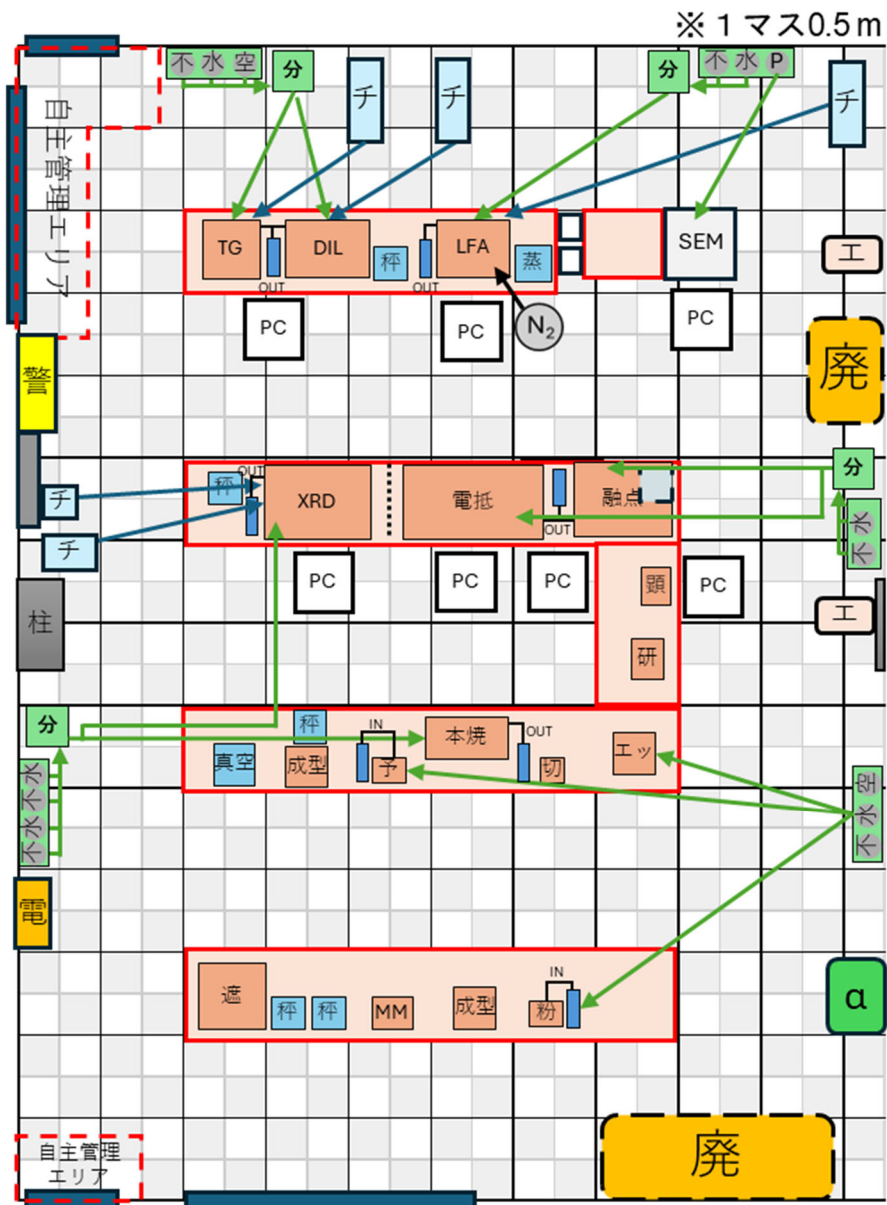 ※１マス0.5m
不水空
分
チ
チ
分
不水P
チ
自主管理エリア
TG
DIL
秤
LFA
蒸
SEM
エ
OUT
OUT
PC
PC
N₂
PC
廃
警
秤
OUT
XRD
電抵
OUT
融点
分
チ
チ
不水
PC
PC
PC
顕
PC
エ
柱
研
分
秤
IN
本焼
OUT
真空
成型
予
切
エッ
不水不水
不水空
電
遮
秤
秤
MM
成型
IN
粉
α
自主管理
エリア
廃